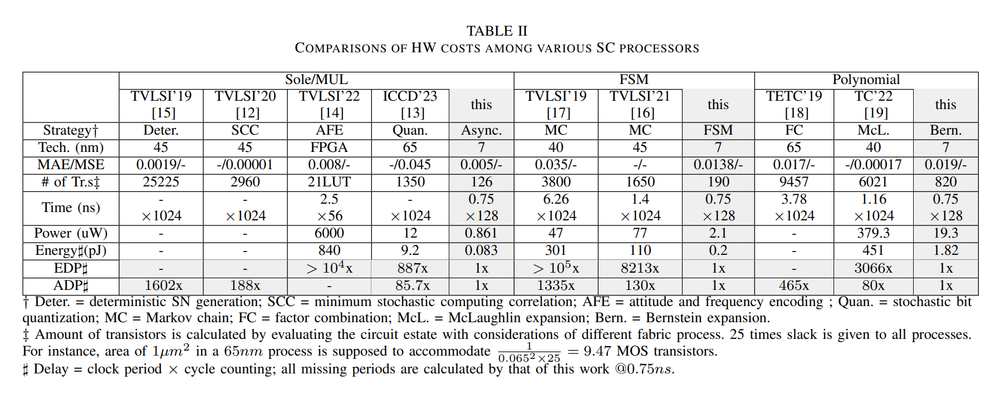 TABLE II
COMPARISONS OF HW COSTS AMONG VARIOUS SC PROCESSORS
Sole/MUL FSM Polynomial
TVLSI'19 [15] TVLSI'20 [12] TVLSI'22 [14] ICCD'23 [13] this TVLSI'19 [17] TVLSI'21 [16] this TETC'19 [18] TC'22 [19] this
Strategy† Deter. SCC AFE Quan. Async. MC MC FSM FC McL. Bern.
Tech. (nm) 45 45 FPGA 65 7 40 45 7 65 40 7
MAE/MSE 0.0019/- -/0.00001 0.008/- -/0.045 0.005/- 0.035/- -/- 0.0138/- 0.017/- -/0.00017 0.019/-
# of Tr.s‡ 25225 2960 21LUT 1350 126 3800 1650 190 9457 6021 820
Time (ns) - - 2.5 - 0.75 6.26 1.4 0.75 3.78 1.16 0.75
×1024 ×1024 ×56 ×1024 ×128 ×1024 ×1024 ×128 ×1024 ×1024 ×128
Power (uW) - - 6000 12 0.861 47 77 2.1 - 379.3 19.3
Energy♯(pJ) - - 840 9.2 0.083 301 110 0.2 - 451 1.82
EDP♯ - - > 10⁴x 887x 1x > 10⁵x 8213x 1x - 3066x 1x
ADP♯ 1602x 188x - 85.7x 1x 1335x 130x 1x 465x 80x 1x
† Deter. = deterministic SN generation; SCC = minimum stochastic computing correlation; AFE = attitude and frequency encoding ; Quan. = stochastic bit
quantization; MC = Markov chain; FC = factor combination; McL. = McLaughlin expansion; Bern. = Bernstein expansion.
‡ Amount of transistors is calculated by evaluating the circuit estate with considerations of different fabric process. 25 times slack is given to all processes.
For instance, area of 1μm² in a 65nm process is supposed to accommodate 1/(0.065²×25) = 9.47 MOS transistors.
♯ Delay = clock period × cycle counting; all missing periods are calculated by that of this work @0.75ns.